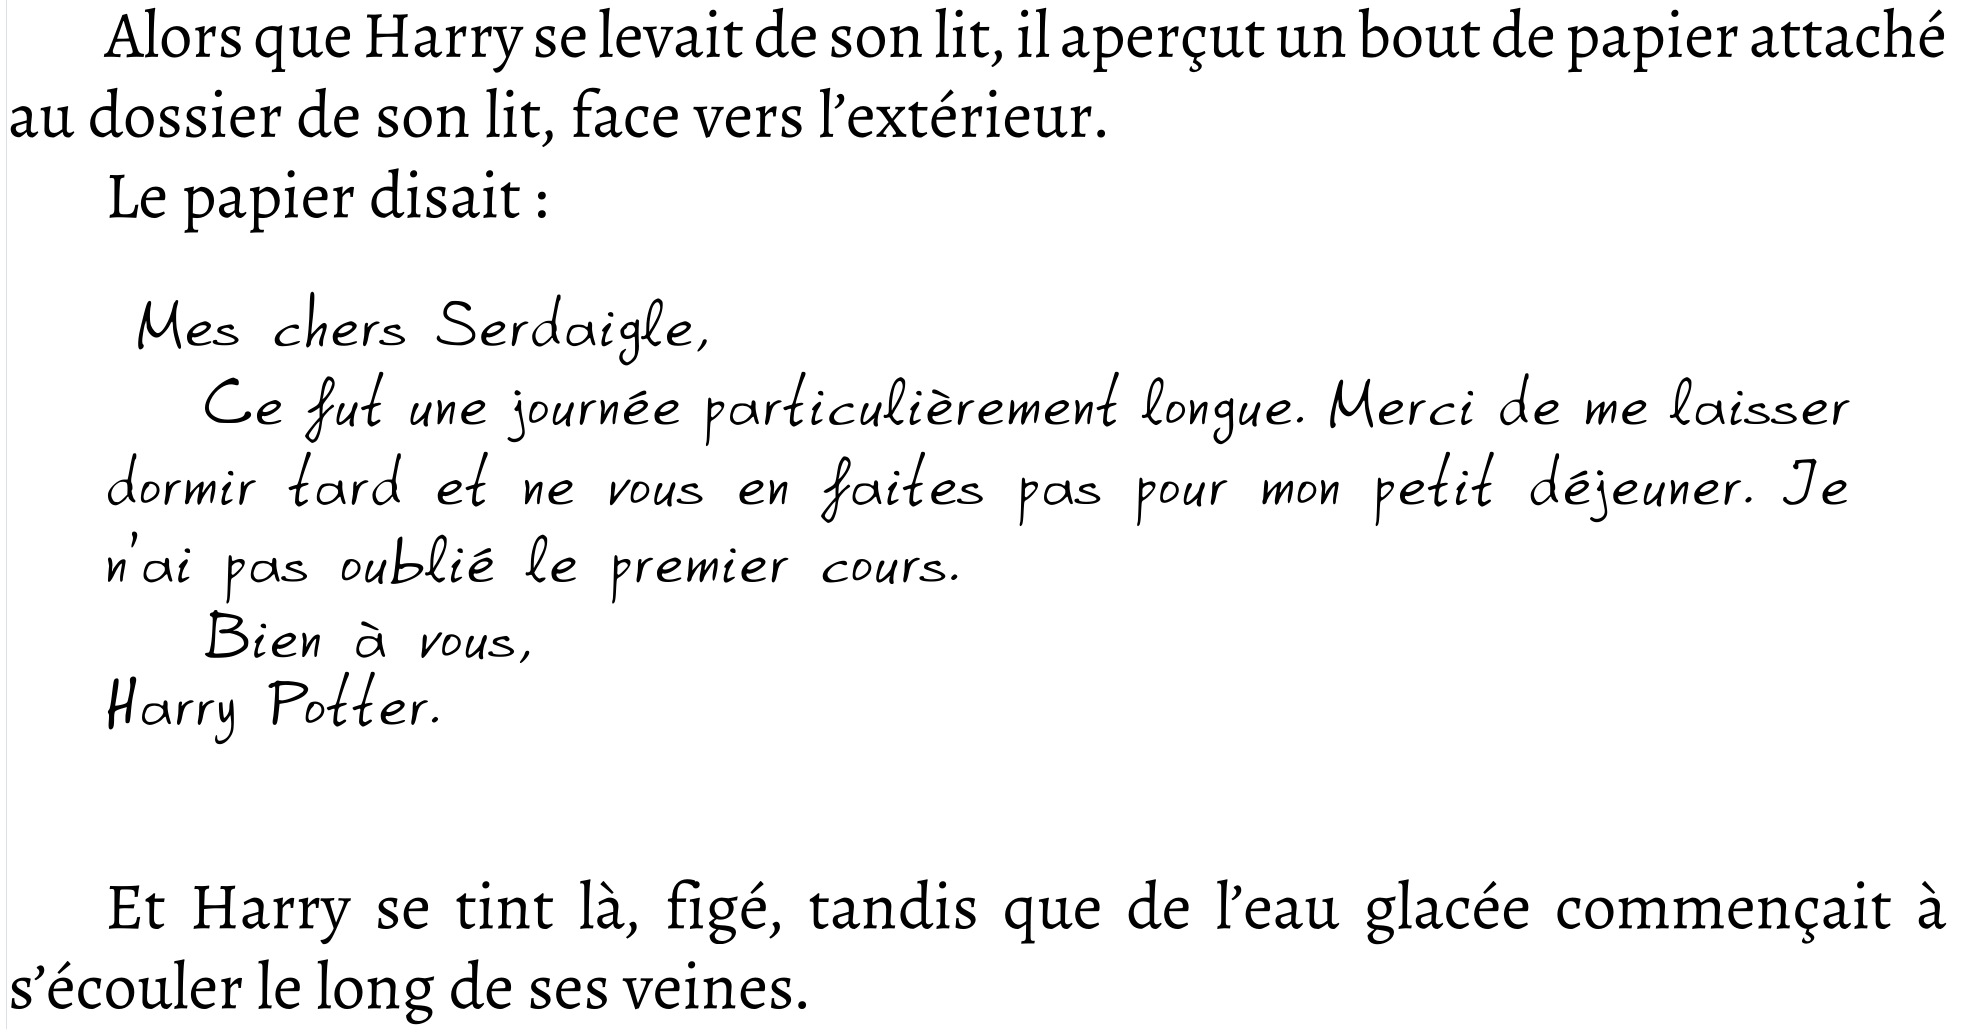 Alors que Harry se levait de son lit, il aperçut un bout de papier attaché
au dossier de son lit, face vers l’extérieur.
Le papier disait :
Mes chers Serdaigle,
Ce fut une journée particulièrement longue. Merci de me laisser
dormir tard et ne vous en faites pas pour mon petit déjeuner. Je
n'ai pas oublié le premier cours.
Bien à vous,
Harry Potter.
Et Harry se tint là, figé, tandis que de l’eau glacée commençait à
s’écouler le long de ses veines.